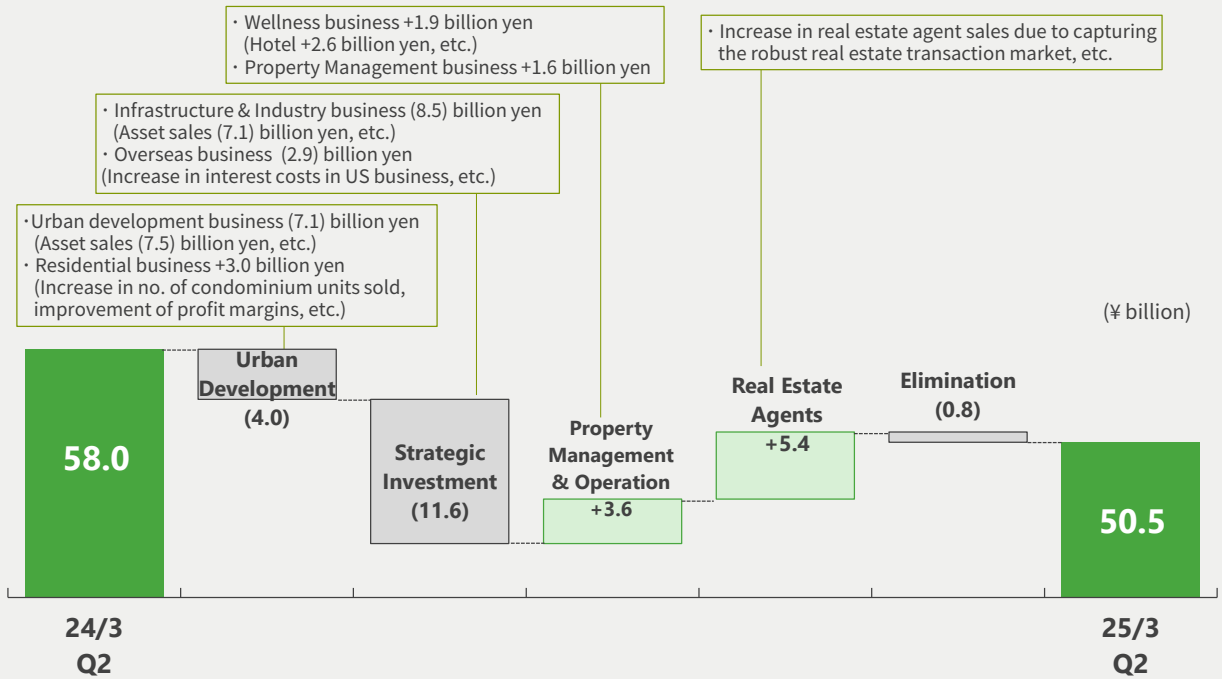 ・Wellness business +1.9 billion yen
(Hotel +2.6 billion yen, etc.)
・Property Management business +1.6 billion yen
・Increase in real estate agent sales due to capturing
the robust real estate transaction market, etc.
・Infrastructure & Industry business (8.5) billion yen
(Asset sales (7.1) billion yen, etc.)
・Overseas business (2.9) billion yen
(Increase in interest costs in US business, etc.)
・Urban development business (7.1) billion yen
(Asset sales (7.5) billion yen, etc.)
・Residential business +3.0 billion yen
(Increase in no. of condominium units sold,
improvement of profit margins, etc.)
(¥ billion)
58.0
Urban
Development
(4.0)
Strategic
Investment
(11.6)
Property
Management
& Operation
+3.6
Real Estate
Agents
+5.4
Elimination
(0.8)
50.5
24/3
Q2
25/3
Q2